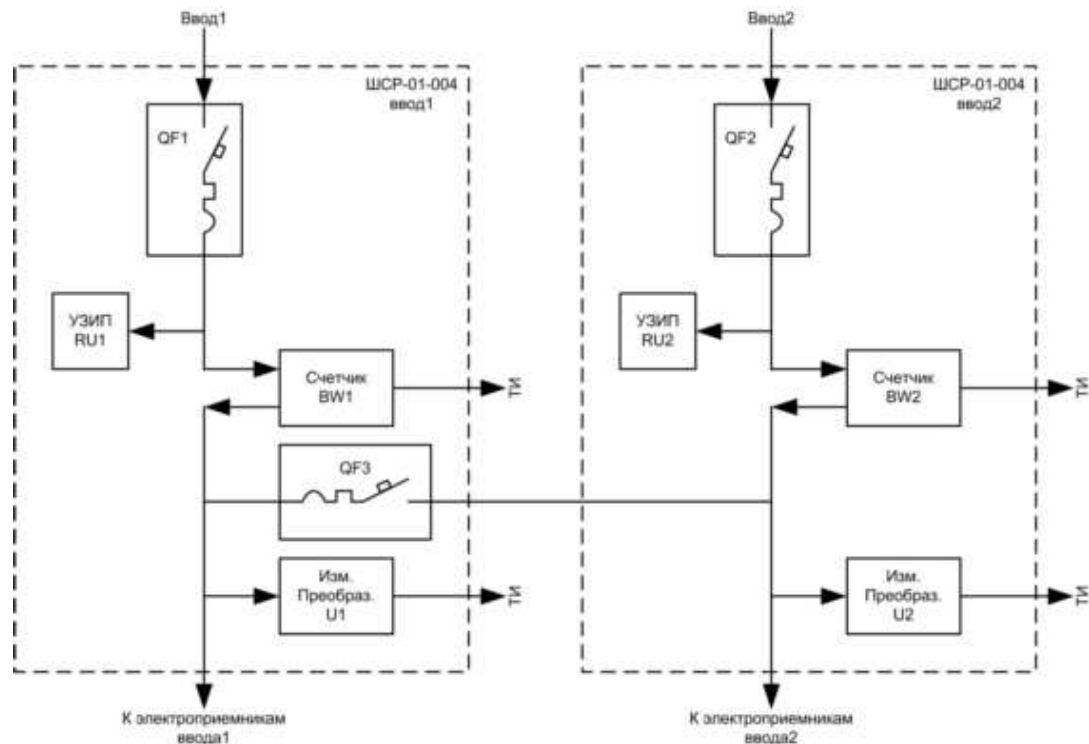 Ввод1
Ввод2
ШСР-01-004
ввод1
ШСР-01-004
ввод2
QF1
QF2
УЗИП
RU1
УЗИП
RU2
Счетчик
BW1
ТИ
Счетчик
BW2
ТИ
QF3
Изм.
Преобраз.
U1
ТИ
Изм.
Преобраз.
U2
ТИ
К электроприемникам
ввода1
К электроприемникам
ввода2